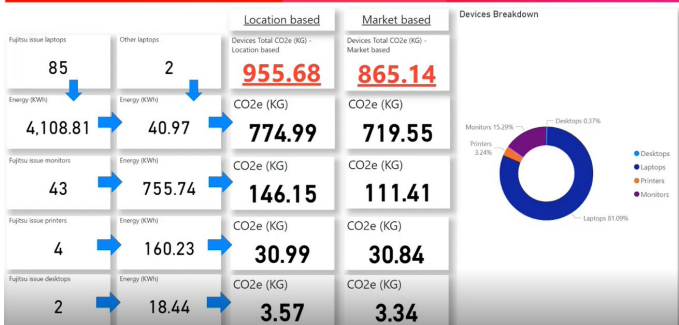 Location based
Market based
Devices Breakdown
Fujitsu issue laptops
85
Other laptops
2
Devices Total CO2e (KG) -
Location based
955.68
Devices Total CO2e (KG) -
Market based
865.14
Energy (KWh)
4,108.81
Energy (KWh)
40.97
CO2e (KG)
774.99
CO2e (KG)
719.55
Fujitsu issue monitors
43
Energy (KWh)
755.74
CO2e (KG)
146.15
CO2e (KG)
111.41
Fujitsu issue printers
4
Energy (KWh)
160.23
CO2e (KG)
30.99
CO2e (KG)
30.84
Fujitsu issue desktops
2
Energy (KWh)
18.44
CO2e (KG)
3.57
CO2e (KG)
3.34
Desktops 0.37%
Monitors 15.29%
Printers
3.24%
Laptops 81.09%
Desktops
Laptops
Printers
Monitors